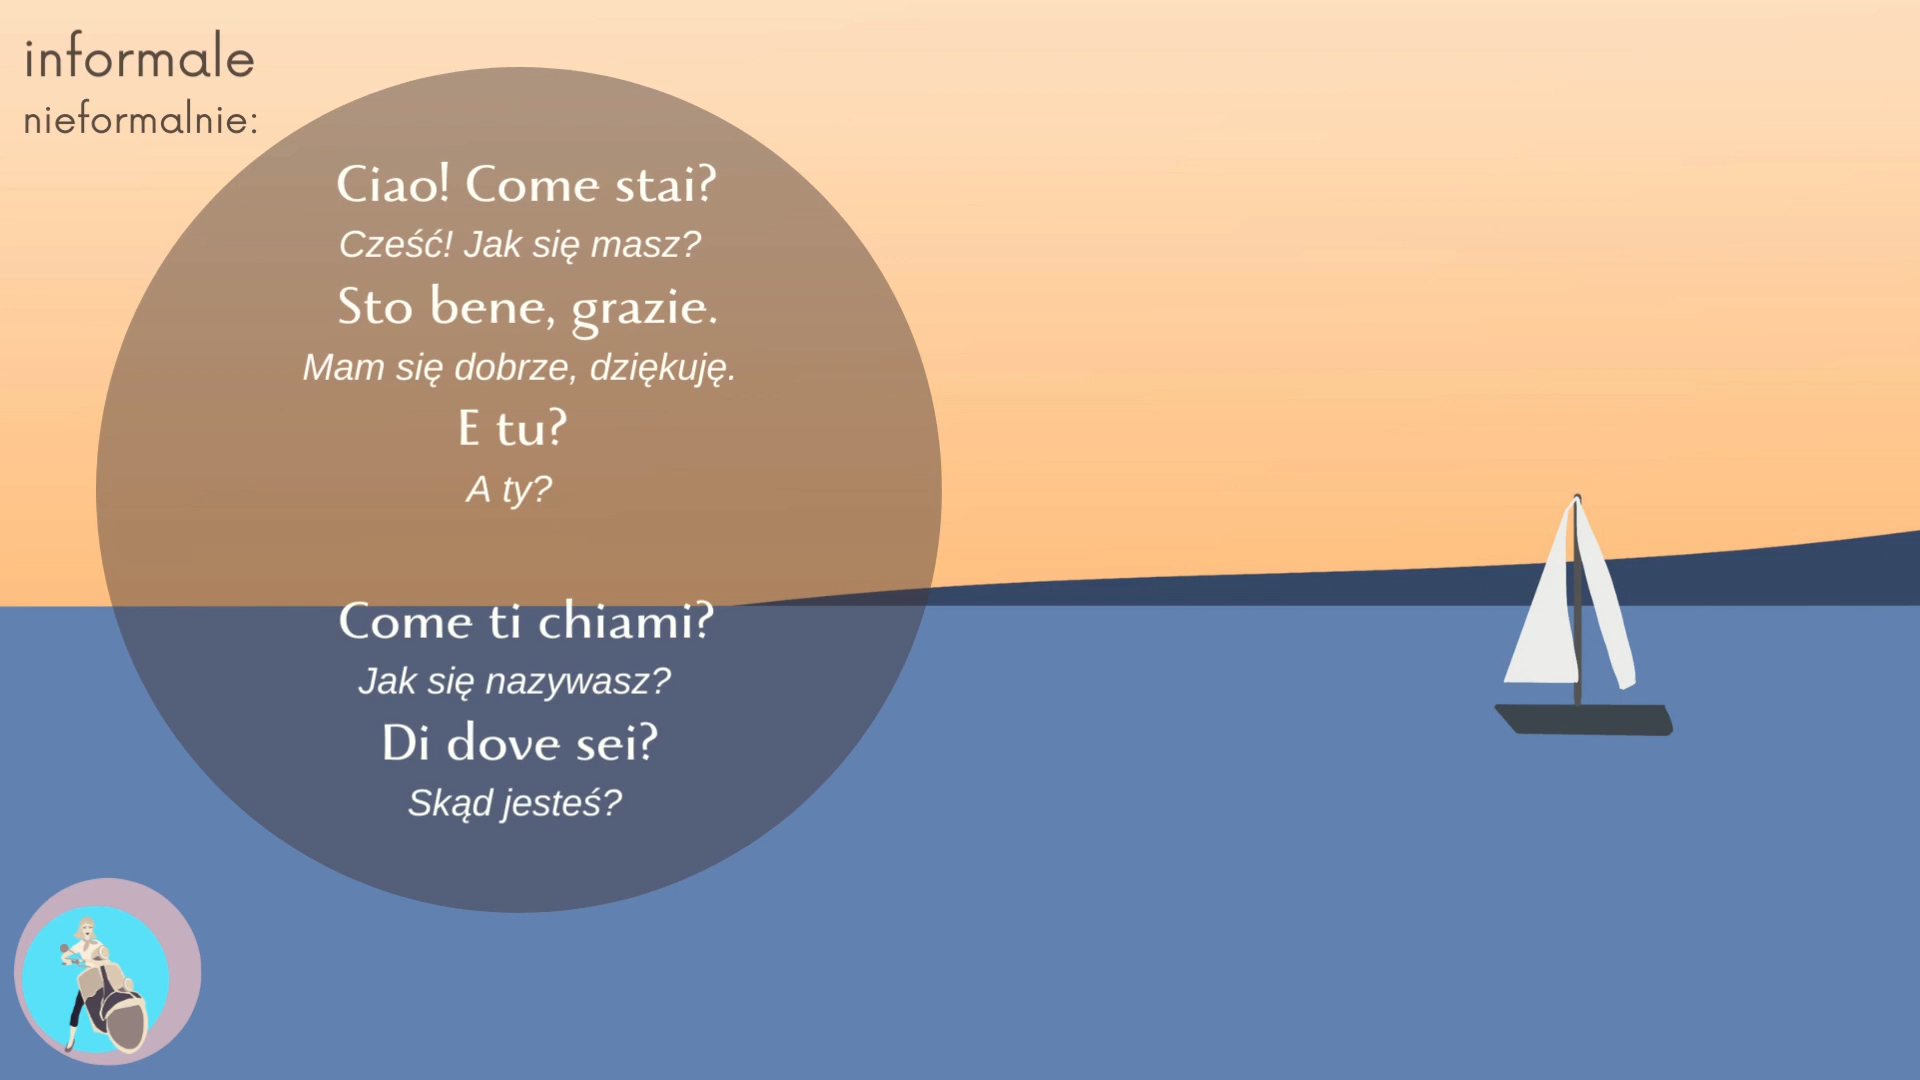 informale
nieformalnie:
Ciao! Come stai?
Cześć! Jak się masz?
Sto bene, grazie.
Mam się dobrze, dziękuję.
E tu?
A ty?
Come ti chiami?
Jak się nazywasz?
Di dove sei?
Skąd jesteś?